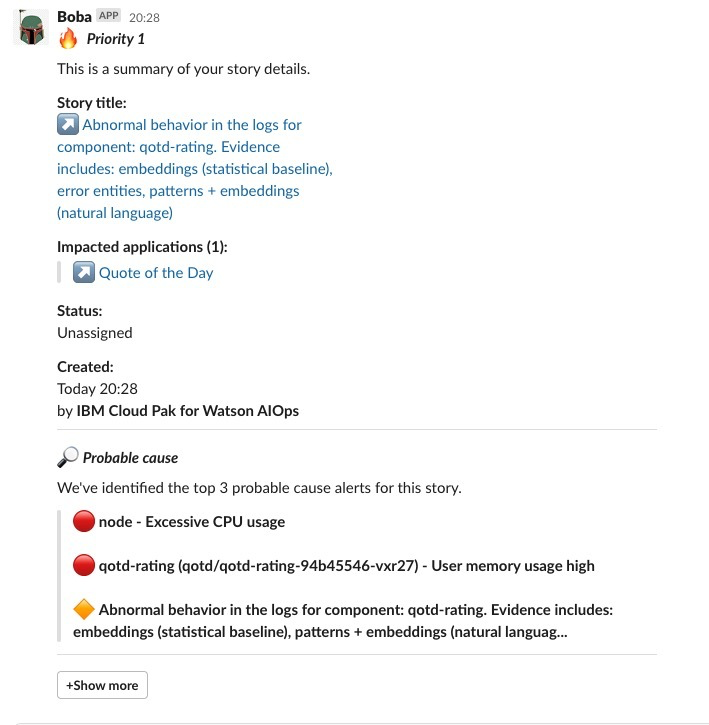 Boba APP 20:28
Priority 1
This is a summary of your story details.
Story title:
Abnormal behavior in the logs for
component: qotd-rating. Evidence
includes: embeddings (statistical baseline),
error entities, patterns + embeddings
(natural language)
Impacted applications (1):
Quote of the Day
Status:
Unassigned
Created:
Today 20:28
by IBM Cloud Pak for Watson AIOps
Probable cause
We've identified the top 3 probable cause alerts for this story.
node - Excessive CPU usage
qotd-rating (qotd/qotd-rating-94b45546-vxr27) - User memory usage high
Abnormal behavior in the logs for component: qotd-rating. Evidence includes:
embeddings (statistical baseline), patterns + embeddings (natural languag...
+Show more